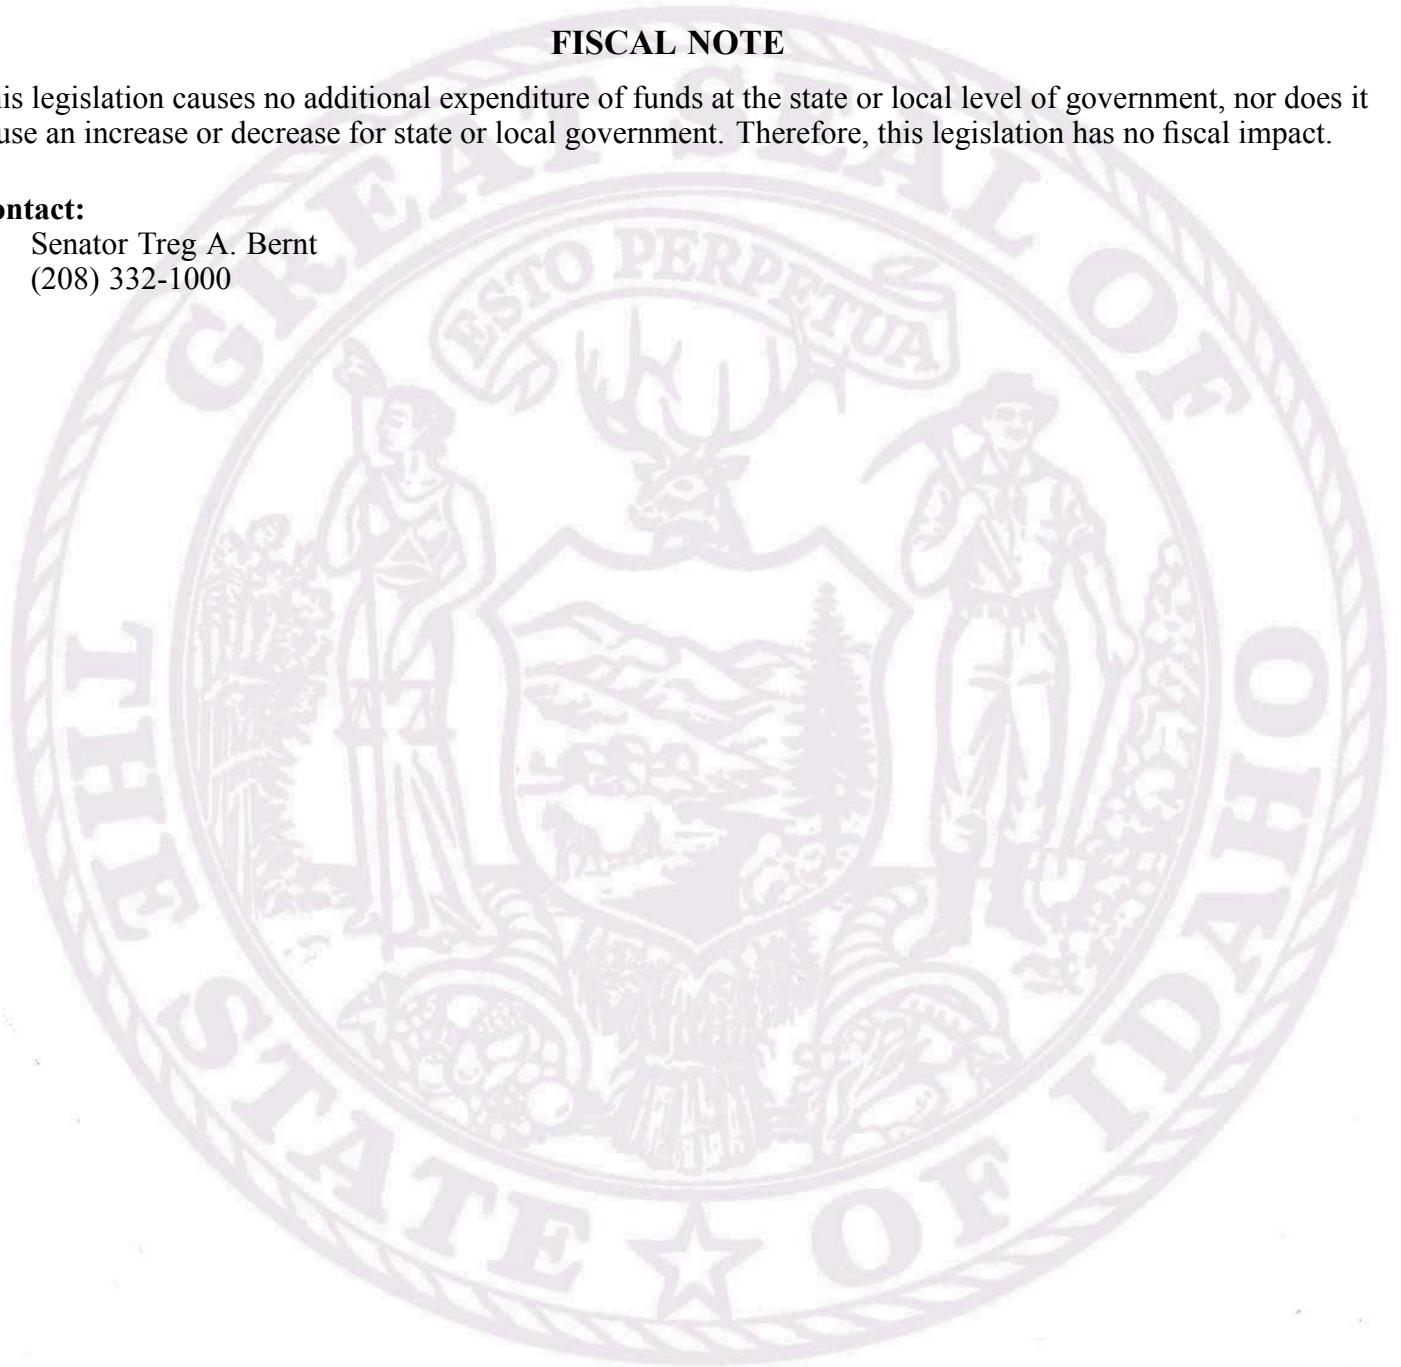 FISCAL NOTE
is legislation causes no additional expenditure of funds at the state or local level of government, nor does it
use an increase or decrease for state or local government. Therefore, this legislation has no fiscal impact.
ontact:
Senator Treg A. Bernt
(208) 332-1000
THE GREAT SEAL OF
ESTO PERPETUA
STATE OF IDAHO